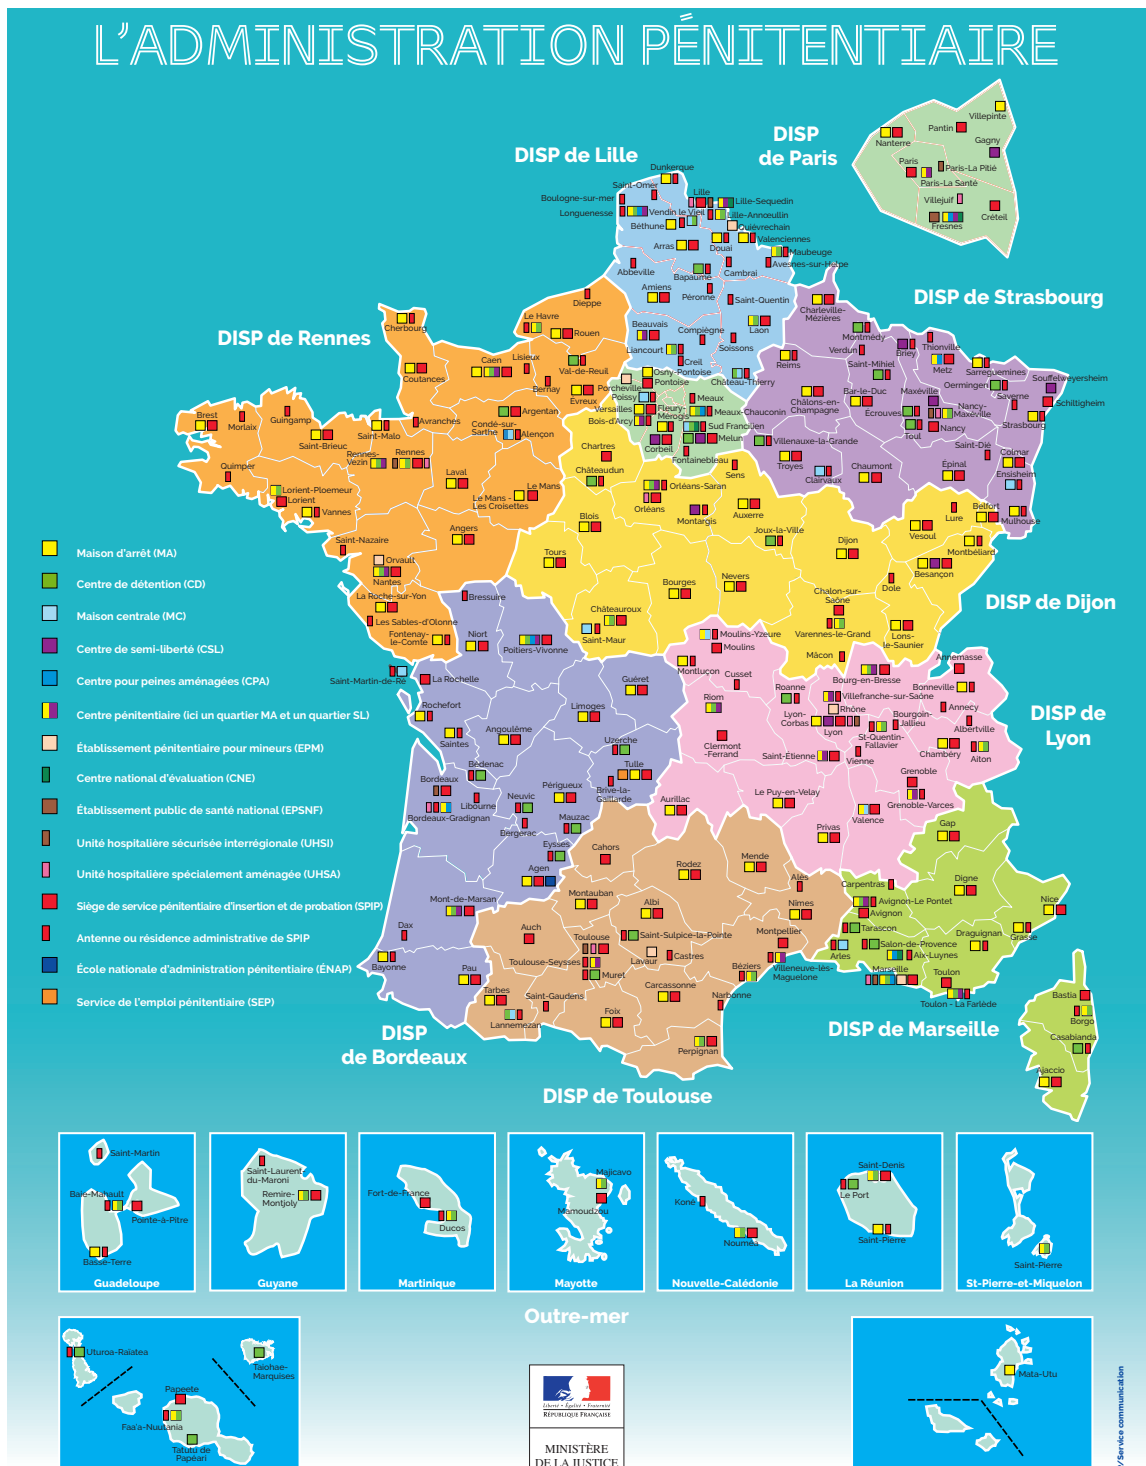 L'ADMINISTRATION PÉNITENTIAIRE
DISP
de Paris
Villepinte
Pantin
Nanterre
Gagny
Paris
Paris-La Pitié
Paris-La Santé
Villejuif
Créteil
Fresnes
DISP de Lille
Dunkerque
Saint-Omer
Boulogne-sur-mer
Lille
Lille-Sequedin
Longuenesse
Vendin le Vieil
Lille-Annœullin
Béthune
Quiévrechain
Valenciennes
Arras
Douai
Maubeuge
Avesnes-sur-Helpe
Abbeville
Bapaume
Cambrai
Amiens
Péronne
Saint-Quentin
Beauvais
Compiègne
Laon
Liancourt
Soissons
Creil
Château-Thierry
DISP de Strasbourg
Charleville-
Mézières
Montmédy
Verdun
Briey
Thionville
Metz
Reims
Saint-Mihiel
Sarreguemines
Oermingen
Souffelweyersheim
Saverne
Schiltigheim
Strasbourg
Châlons-en-
Champagne
Bar-le-Duc
Maxéville
Nancy-
Maxéville
Écrouves
Toul
Nancy
Villenauxe-la-Grande
Saint-Dié
Colmar
Troyes
Clairvaux
Chaumont
Épinal
Ensisheim
Mulhouse
DISP de Rennes
Dieppe
Cherbourg
Le Havre
Rouen
Caen
Lisieux
Val-de-Reuil
Coutances
Bernay
Évreux
Argentan
Avranches
Condé-sur-
Sarthe
Alençon
Brest
Morlaix
Guingamp
Saint-Brieuc
Saint-Malo
Rennes-
Vezin
Rennes
Quimper
Laval
Le Mans
Le Mans -
Les Croisettes
Lorient-Ploemeur
Lorient
Vannes
Angers
Saint-Nazaire
Orvault
Nantes
La Roche-sur-Yon
Les Sables-d'Olonne
Fontenay-
le-Comte
Osny-Pontoise
Pontoise
Porcheville
Poissy
Versailles
Bois-d'Arcy
Fleury-
Mérogis
Meaux
Meaux-Chauconin
Sud Francilien
Corbeil
Melun
Fontainebleau
DISP de Dijon
Chartres
Châteaudun
Sens
Orléans-Saran
Orléans
Montargis
Auxerre
Blois
Joux-la-Ville
Tours
Dijon
Vesoul
Lure
Belfort
Montbéliard
Besançon
Dole
Bourges
Nevers
Châteauroux
Saint-Maur
Chalon-sur-
Saône
Varennes-le-Grand
Lons-
le-Saunier
Mâcon
Maison d'arrêt (MA)
Centre de détention (CD)
Maison centrale (MC)
Centre de semi-liberté (CSL)
Centre pour peines aménagées (CPA)
Centre pénitentiaire (ici un quartier MA et un quartier SL)
Établissement pénitentiaire pour mineurs (EPM)
Centre national d'évaluation (CNE)
Établissement public de santé national (EPSNF)
Unité hospitalière sécurisée interrégionale (UHSI)
Unité hospitalière spécialement aménagée (UHSA)
Siège de service pénitentiaire d'insertion et de probation (SPIP)
Antenne ou résidence administrative de SPIP
École nationale d'administration pénitentiaire (ÉNAP)
Service de l'emploi pénitentiaire (SEP)
Bressuire
Niort
Poitiers-Vivonne
Saint-Martin-de-Ré
La Rochelle
Rochefort
Saintes
Angoulême
Limoges
Guéret
Uzerche
Tulle
Brive-la-
Gaillarde
Bédenac
Bordeaux
Bordeaux-Gradignan
Libourne
Périgueux
Neuvic
Mauzac
Bergerac
Eysses
Agen
Mont-de-Marsan
Dax
Bayonne
Pau
DISP
de Bordeaux
DISP de
Lyon
Moulins-Yzeure
Moulins
Montluçon
Cusset
Riom
Roanne
Bourg-en-Bresse
Annemasse
Bonneville
Annecy
Villefranche-sur-Saône
Rhône
Lyon-
Corbas
Lyon
Bourgoin-
Jallieu
Albertville
St-Quentin-
Fallavier
Chambéry
Aiton
Clermont
-Ferrand
Saint-Étienne
Vienne
Grenoble
Grenoble-Varces
Le Puy-en-Velay
Aurillac
Valence
Privas
Cahors
Rodez
Mende
Alès
Montauban
Albi
Nîmes
Auch
Toulouse
Saint-Sulpice-la-Pointe
Toulouse-Seysses
Lavaur
Castres
Montpellier
Muret
Béziers
Villeneuve-lès-
Maguelone
Tarbes
Lannemezan
Saint-Gaudens
Carcassonne
Narbonne
Foix
Perpignan
DISP de Toulouse
Gap
Digne
Carpentras
Avignon-Le Pontet
Avignon
Nice
Grasse
Tarascon
Arles
Salon-de-Provence
Aix-Luynes
Draguignan
Marseille
Toulon
Toulon - La Farlède
DISP de Marseille
Bastia
Borgo
Casabianda
Ajaccio
Saint-Martin
Baie-Mahault
Pointe-à-Pitre
Basse-Terre
Guadeloupe
Saint-Laurent-
du-Maroni
Remire-
Montjoly
Guyane
Fort-de-France
Ducos
Martinique
Majicavo
Mamoudzou
Mayotte
Koné
Nouméa
Nouvelle-Calédonie
Saint-Denis
Le Port
Saint-Pierre
La Réunion
Saint-Pierre
St-Pierre-et-Miquelon
Outre-mer
Uturoa-Raiatea
Taiohae-
Marquises
Papeete
Faa'a-Nuutania
Tatutu de
Papeari
Mata-Utu
Liberté • Égalité • Fraternité
RÉPUBLIQUE FRANÇAISE
MINISTÈRE
DE LA JUSTICE
/Service communication